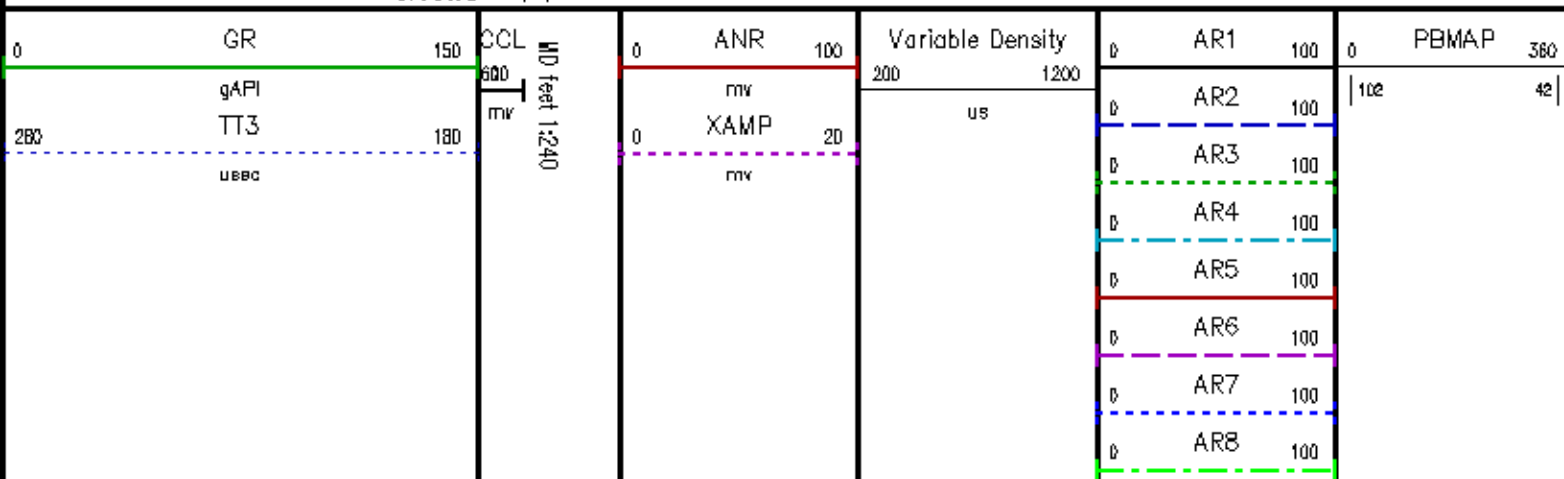 GR
0 150
gAPI
TT3
280 180
usec
CCL
mv
MD feet 1:240
ANR
0 100
mv
XAMP
0 20
mv
Variable Density
200 1200
us
AR1
0 100
AR2
0 100
AR3
0 100
AR4
0 100
AR5
0 100
AR6
0 100
AR7
0 100
AR8
0 100
PBMAP
0 360
102 42